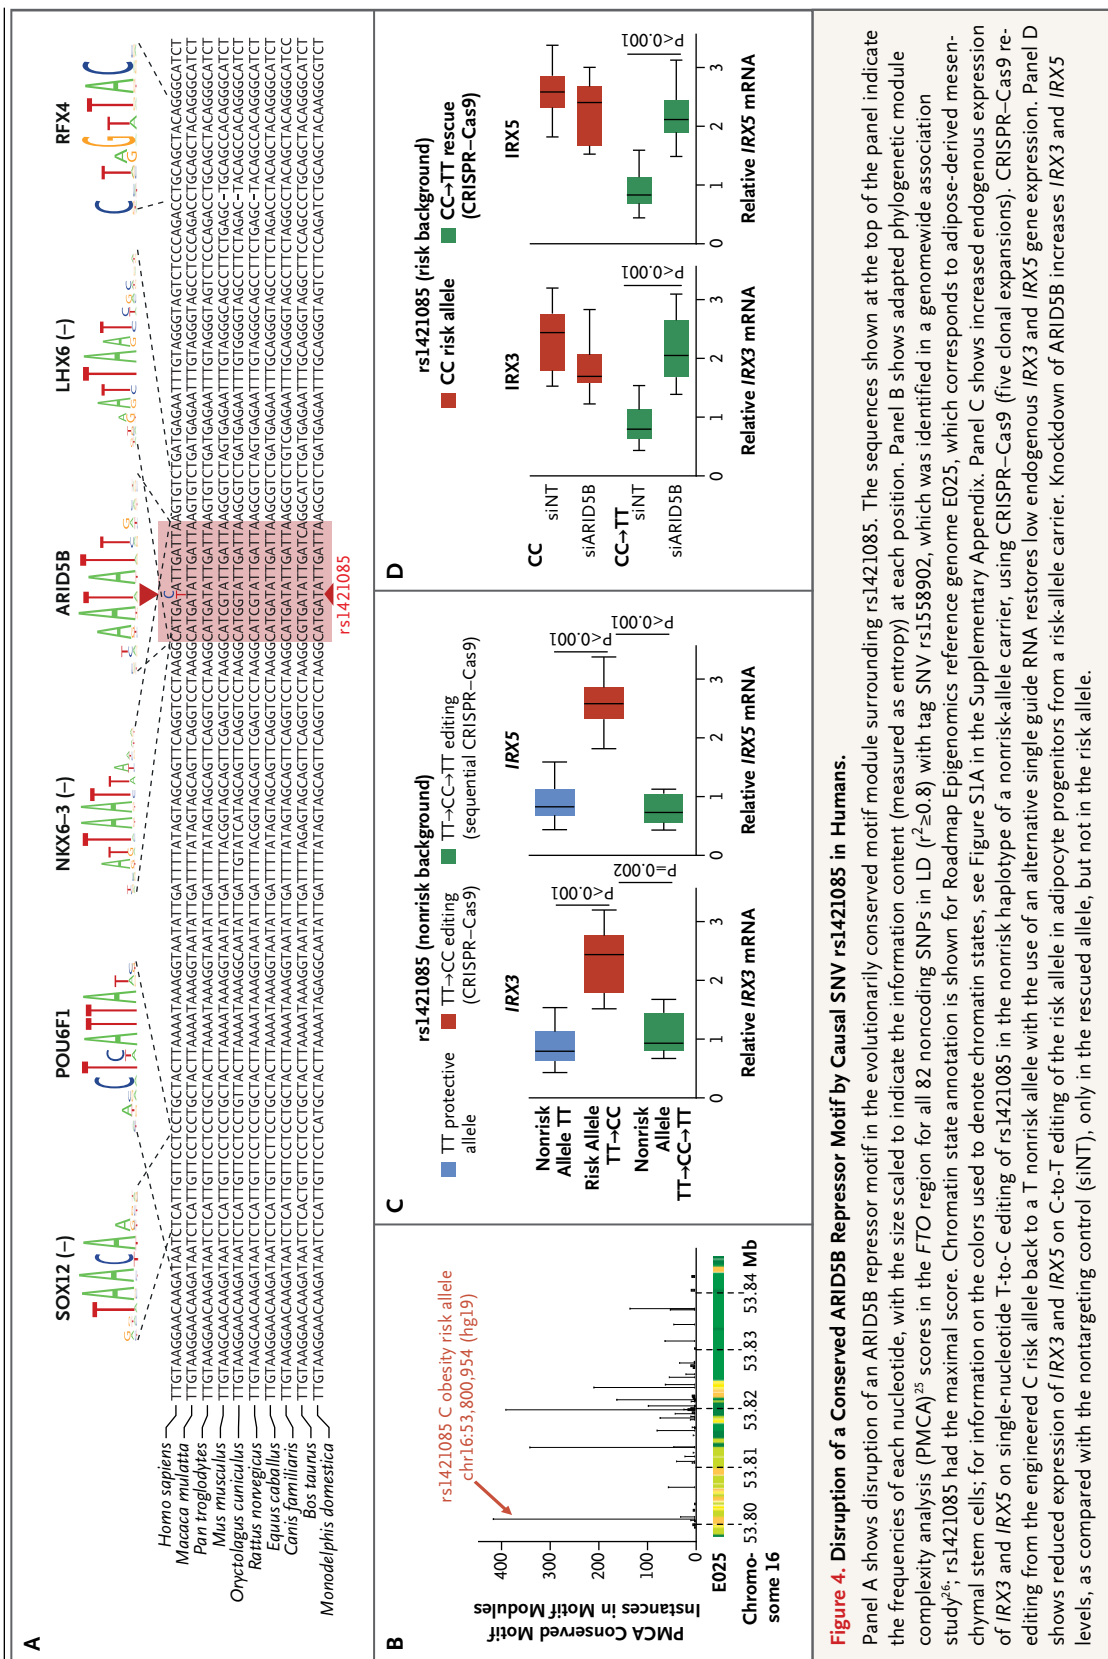 A
SOX12 (–)
POU6F1
NKX6–3 (–)
ARID5B
LHX6 (–)
RFX4
Homo sapiens
Macaca mulatta
Pan troglodytes
Mus musculus
Oryctolagus cuniculus
Rattus norvegicus
Equus caballus
Canis familiaris
Bos taurus
Monodelphis domestica
C
T
rs1421085
B
PMCA Conserved Motif
Instances in Motif Modules
400
300
200
100
0
rs1421085 C obesity risk allele
chr16:53,800,954 (hg19)
E025
Chromo-
some 16
53.80
53.81
53.82
53.83
53.84
Mb
C
rs1421085 (nonrisk background)
TT protective
allele
TT→CC editing
(CRISPR–Cas9)
TT→CC→TT editing
(sequential CRISPR–Cas9)
IRX3
IRX5
Nonrisk
Allele TT
Risk Allele
TT→CC
Nonrisk
Allele
TT→CC→TT
P<0.001
P=0.002
P<0.001
P<0.001
0 1 2 3
0 1 2 3
Relative IRX3 mRNA
Relative IRX5 mRNA
D
rs1421085 (risk background)
CC risk allele
CC→TT rescue
(CRISPR–Cas9)
IRX3
IRX5
CC
siNT
siARID5B
CC→TT
siNT
siARID5B
P<0.001
P<0.001
0 1 2 3
0 1 2 3
Relative IRX3 mRNA
Relative IRX5 mRNA
Figure 4. Disruption of a Conserved ARID5B Repressor Motif by Causal SNV rs1421085 in Humans.
Panel A shows disruption of an ARID5B repressor motif in the evolutionarily conserved motif module surrounding rs1421085. The sequences shown at the top of the panel indicate
the frequencies of each nucleotide, with the size scaled to indicate the information content (measured as entropy) at each position. Panel B shows adapted phylogenetic module
complexity analysis (PMCA)25 scores in the FTO region for all 82 noncoding SNPs in LD (r2≥0.8) with tag SNV rs1558902, which was identified in a genomewide association
study26; rs1421085 had the maximal score. Chromatin state annotation is shown for Roadmap Epigenomics reference genome E025, which corresponds to adipose-derived mesen-
chymal stem cells; for information on the colors used to denote chromatin states, see Figure S1A in the Supplementary Appendix. Panel C shows increased endogenous expression
of IRX3 and IRX5 on single-nucleotide T-to-C editing of rs1421085 in the nonrisk haplotype of a nonrisk-allele carrier, using CRISPR–Cas9 (five clonal expansions). CRISPR–Cas9 re-
editing from the engineered C risk allele back to a T nonrisk allele with the use of an alternative single guide RNA restores low endogenous IRX3 and IRX5 gene expression. Panel D
shows reduced expression of IRX3 and IRX5 on C-to-T editing of the risk allele in adipocyte progenitors from a risk-allele carrier. Knockdown of ARID5B increases IRX3 and IRX5
levels, as compared with the nontargeting control (siNT), only in the rescued allele, but not in the risk allele.